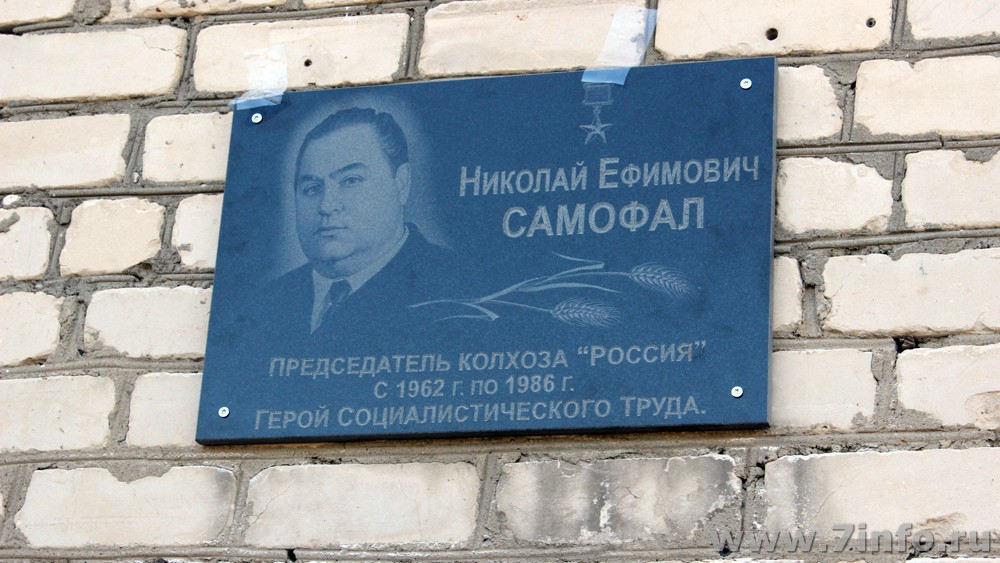 Николай Ефимович
САМОФАЛ
ПРЕДСЕДАТЕЛЬ КОЛХОЗА “РОССИЯ”
С 1962 Г. ПО 1986 Г.
ГЕРОЙ СОЦИАЛИСТИЧЕСКОГО ТРУДА.
www.7info.ru